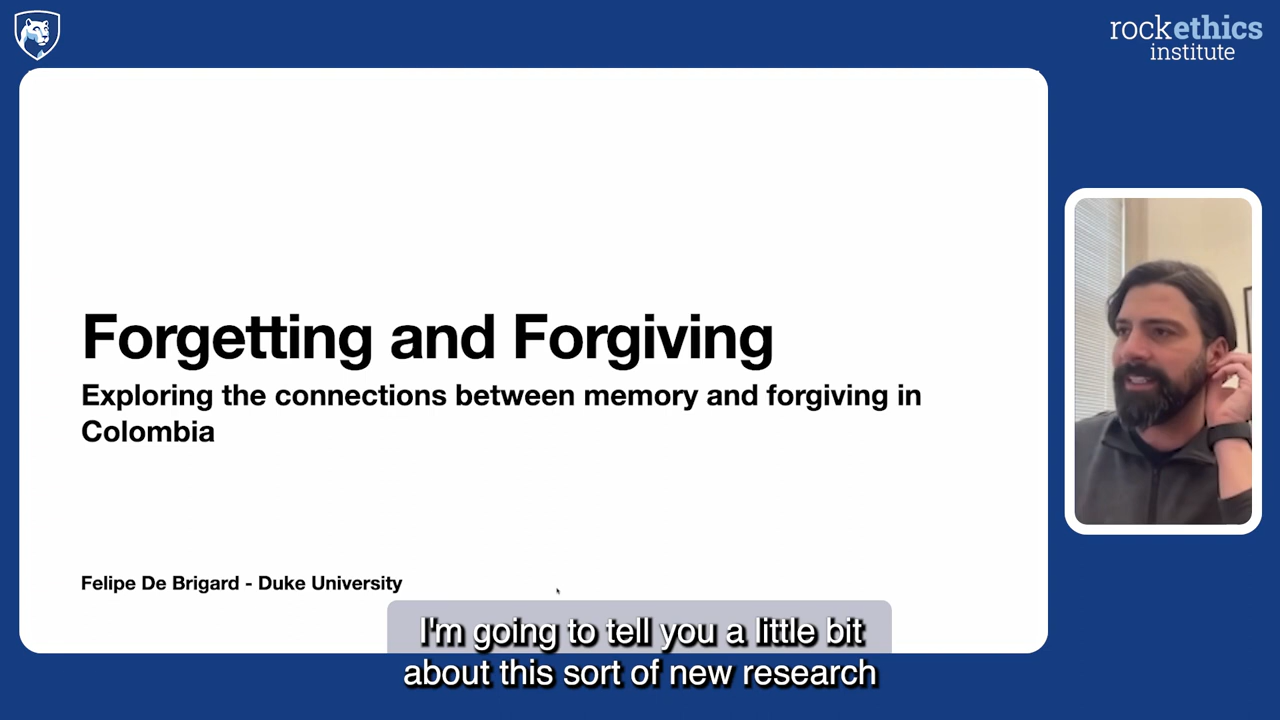 rockethics
institute
Forgetting and Forgiving
Exploring the connections between memory and forgiving in
Colombia
Felipe De Brigard - Duke University
I'm going to tell you a little bit
about this sort of new research